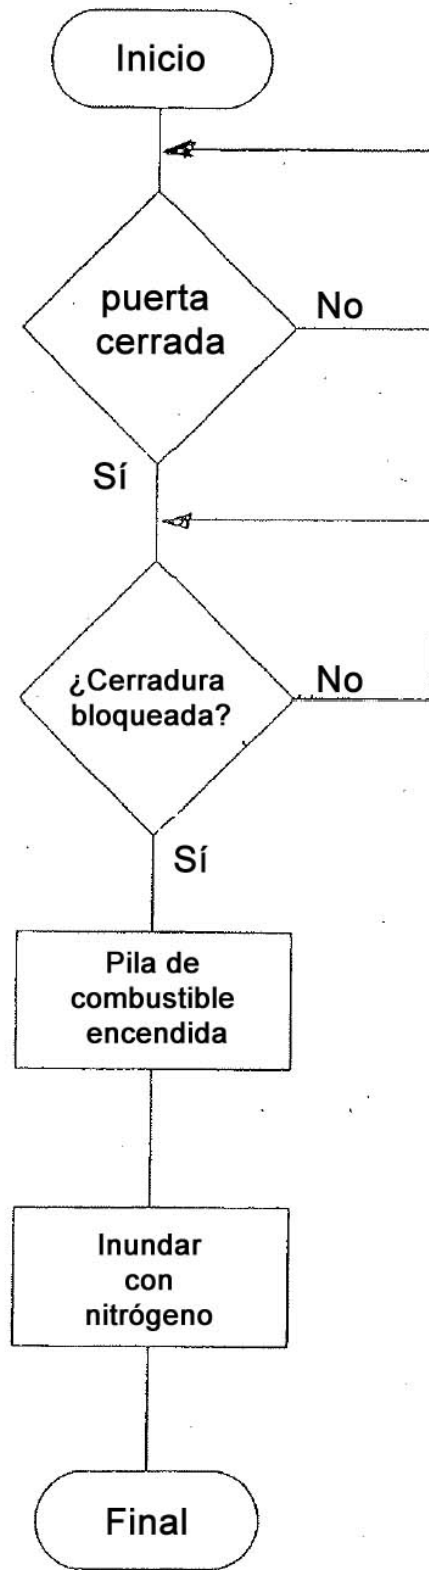 Inicio
puerta
cerrada
No
Sí
¿Cerradura
bloqueada?
No
Sí
Pila de
combustible
encendida
Inundar
con
nitrógeno
Final